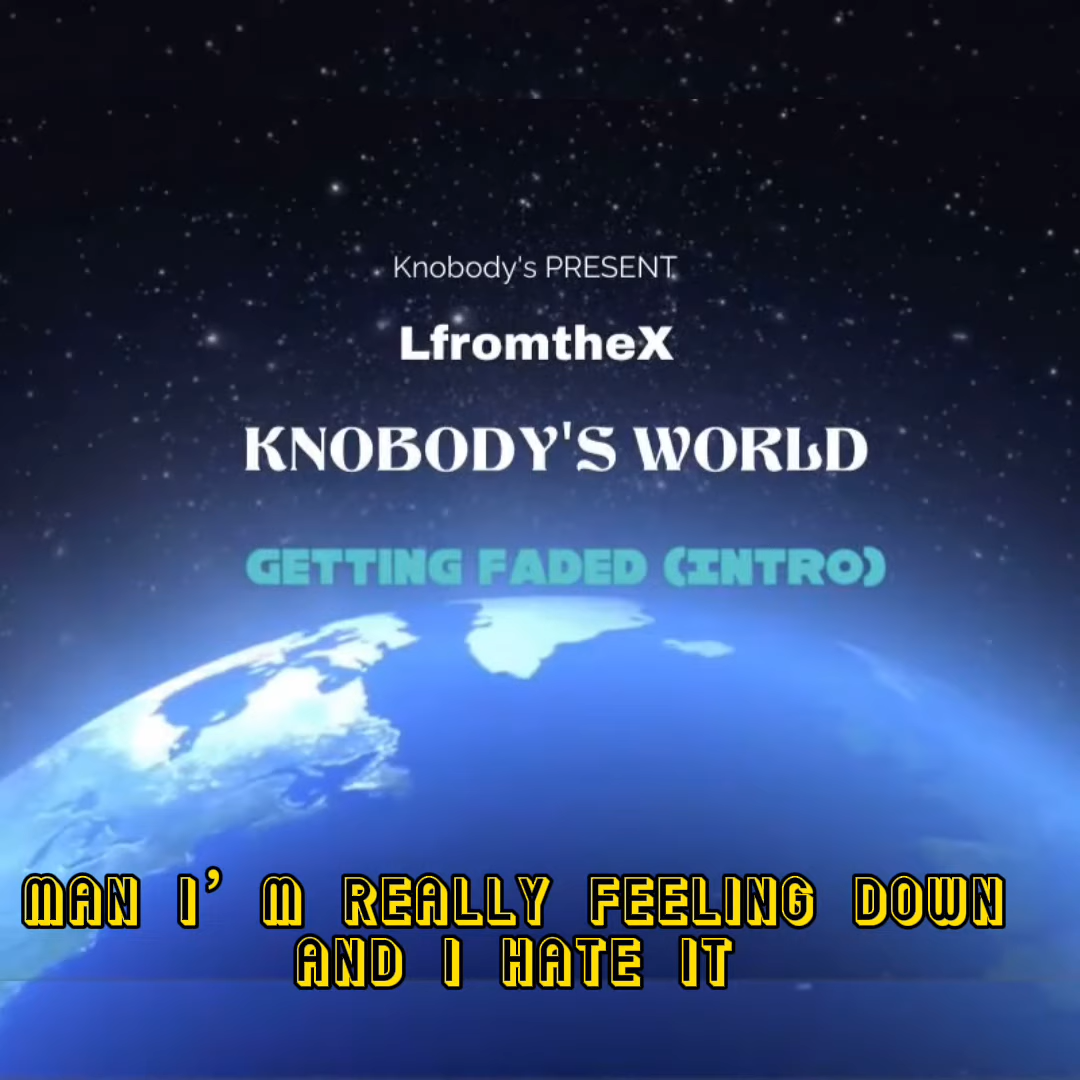 Knobody's PRESENT
LfromtheX
KNOBODY'S WORLD
GETTING FADED (INTRO)
MAN I’ M REALLY FEELING DOWN
AND I HATE IT